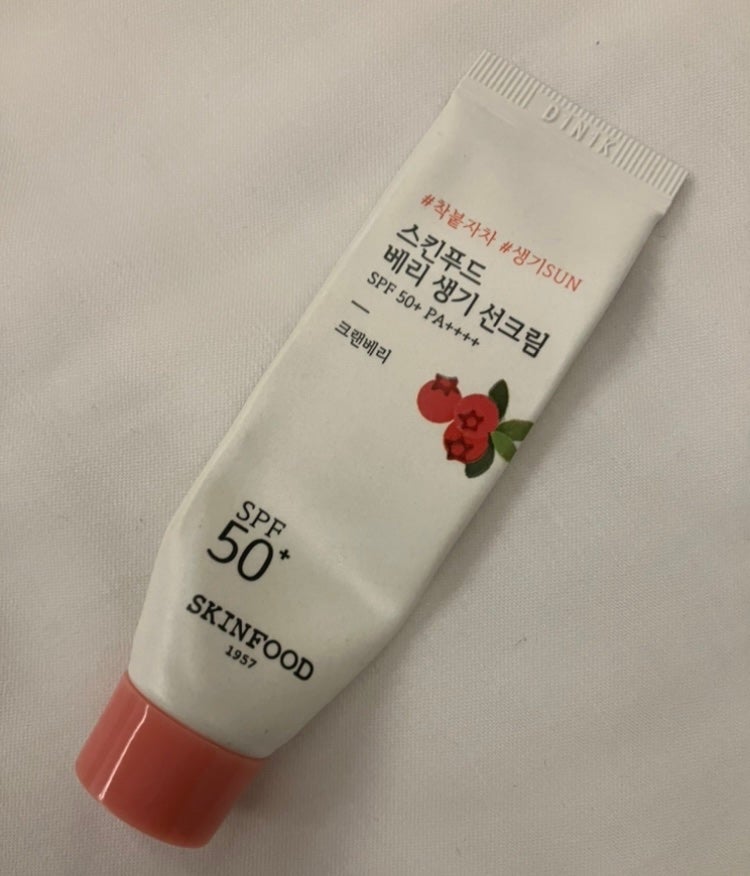 DINIK
#착붙자차 #생기SUN
스킨푸드
베리 생기 선크림
SPF 50+ PA++++
크랜베리
SPF
50+
SKINFOOD
1957